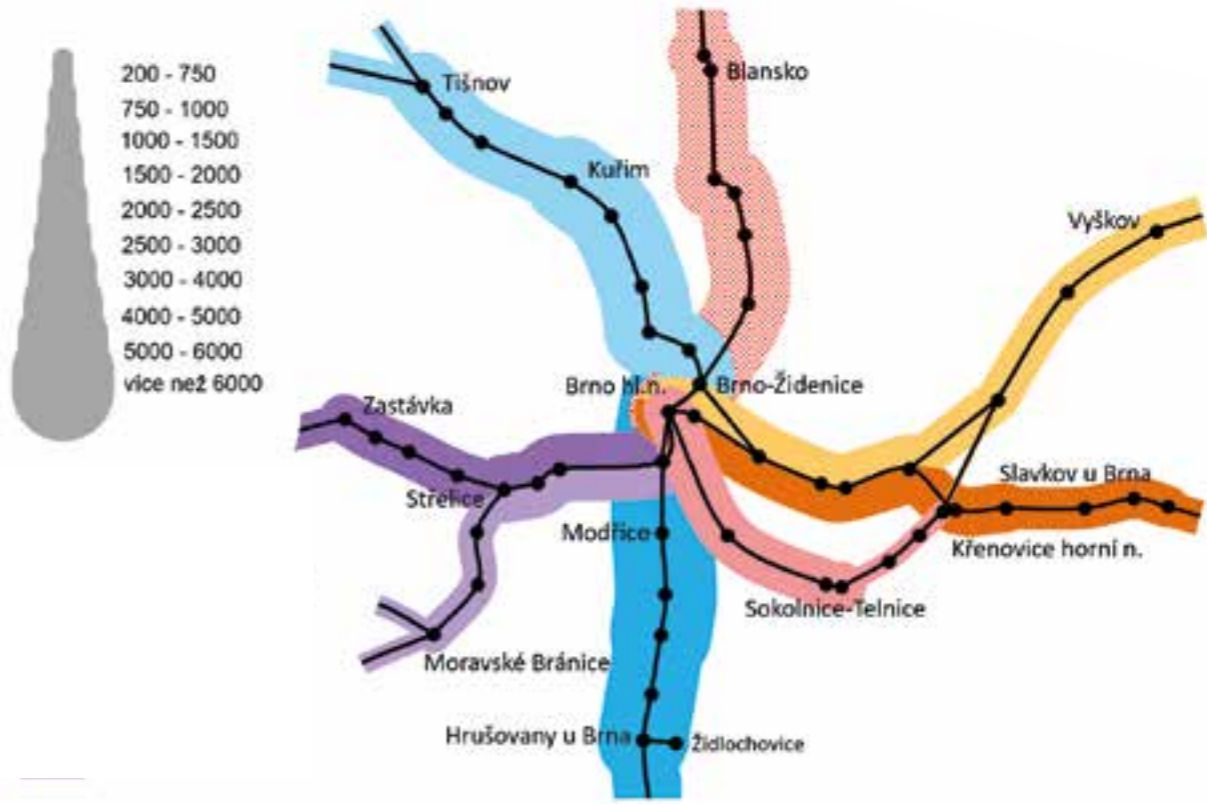 200 - 750
750 - 1000
1000 - 1500
1500 - 2000
2000 - 2500
2500 - 3000
3000 - 4000
4000 - 5000
5000 - 6000
více než 6000
Tišnov
Blansko
Kuřim
Vyškov
Brno hl.n.
Brno-Židenice
Zastávka
Střelice
Slavkov u Brna
Modřice
Křenovice horní n.
Sokolnice-Telnice
Moravské Bránice
Hrušovany u Brna
Židlochovice